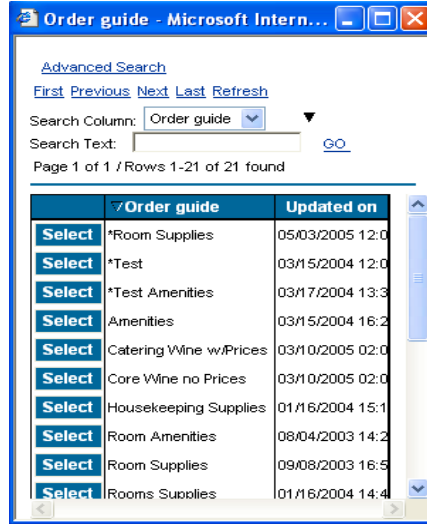 Order guide - Microsoft Intern...
Advanced Search
First Previous Next Last Refresh
Search Column: Order guide
Search Text: GO
Page 1 of 1 / Rows 1-21 of 21 found
Order guide Updated on
Select *Room Supplies 05/03/2005 12:0
Select *Test 03/15/2004 12:0
Select *Test Amenities 03/17/2004 13:3
Select Amenities 03/15/2004 16:2
Select Catering Wine w/Prices 03/10/2005 02:0
Select Core Wine no Prices 03/10/2005 02:0
Select Housekeeping Supplies 01/16/2004 15:1
Select Room Amenities 08/04/2003 14:2
Select Room Supplies 09/08/2003 16:5
Select Rooms Supplies 01/16/2004 14:4